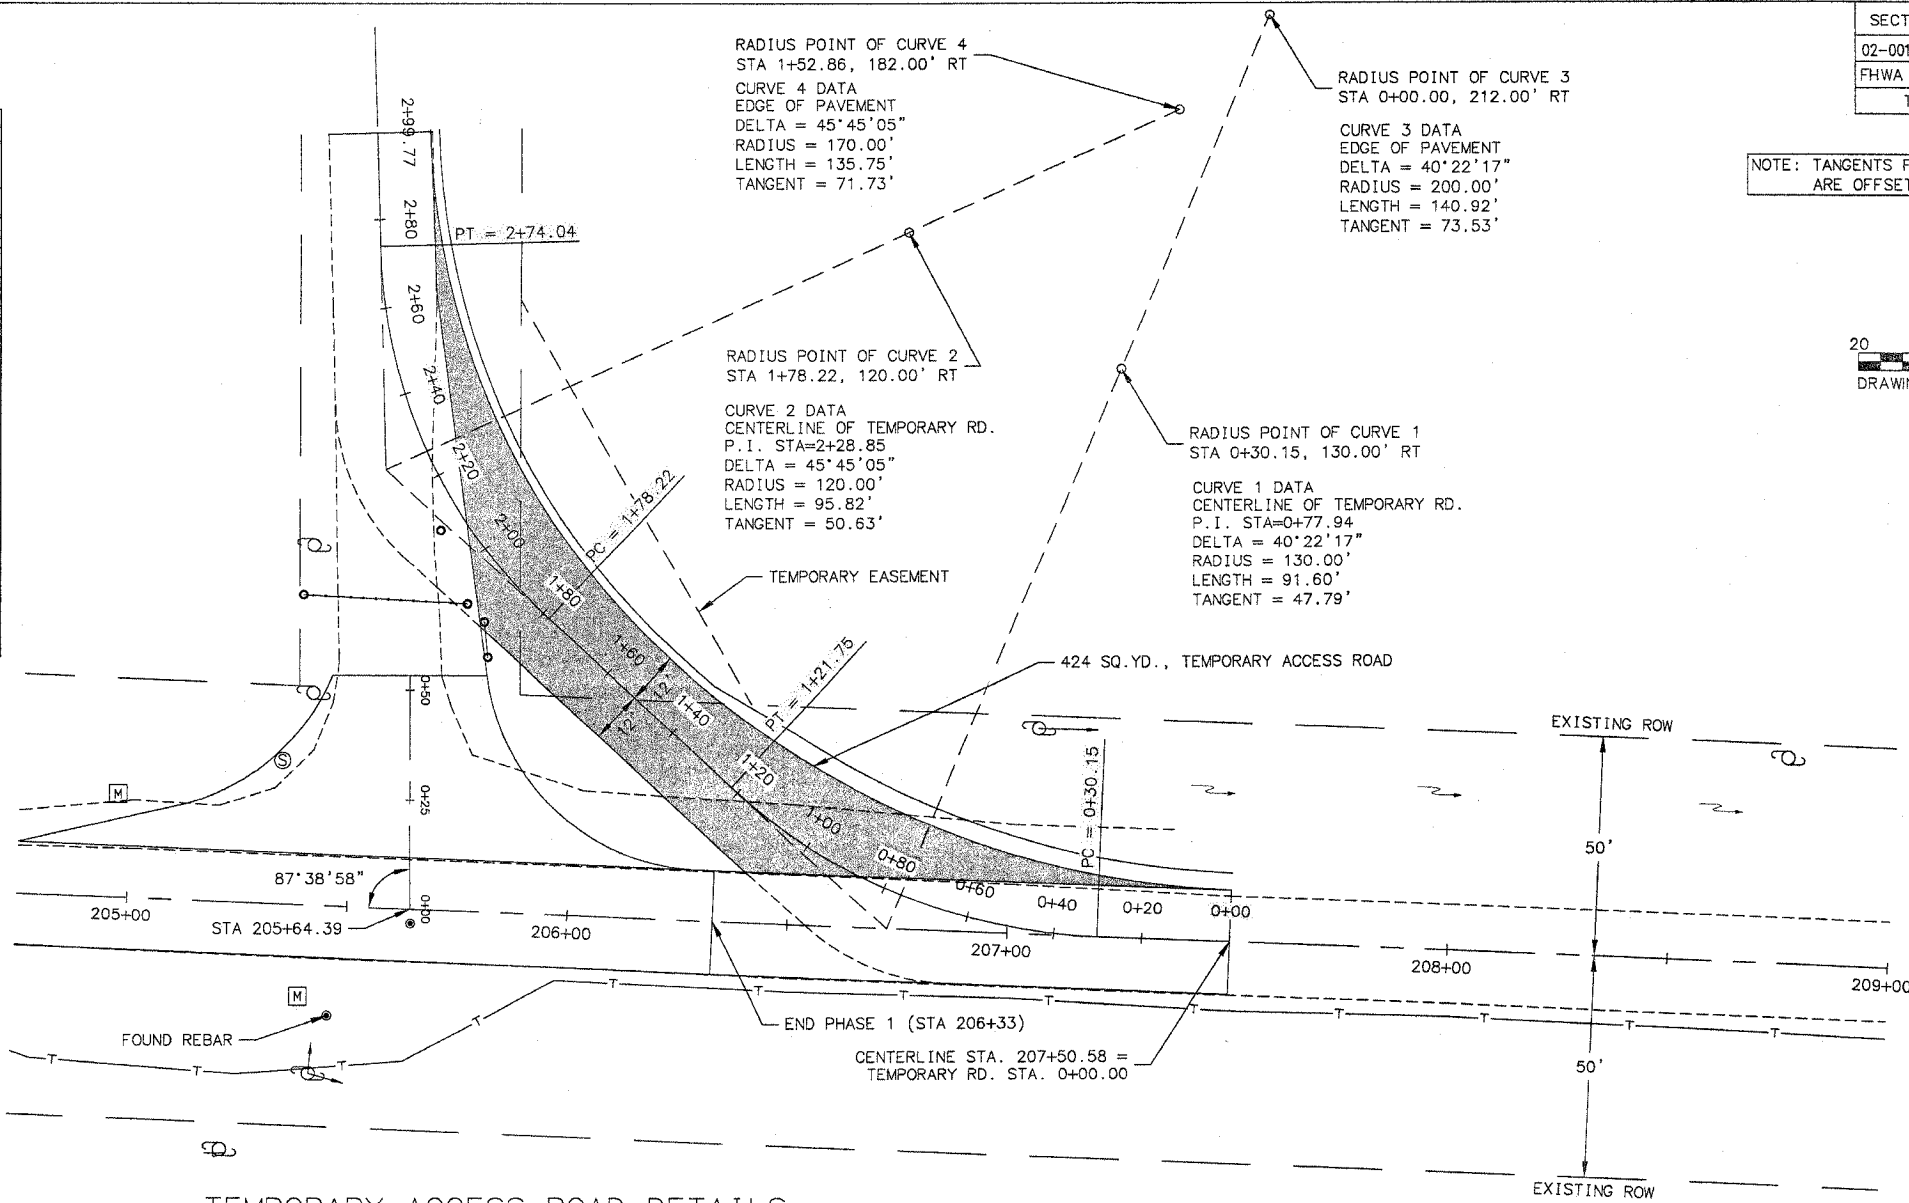 RADIUS POINT OF CURVE 4
STA 1+52.86, 182.00' RT
CURVE 4 DATA
EDGE OF PAVEMENT
DELTA = 45°45'05"
RADIUS = 170.00'
LENGTH = 135.75'
TANGENT = 71.73'
RADIUS POINT OF CURVE 3
STA 0+00.00, 212.00' RT
CURVE 3 DATA
EDGE OF PAVEMENT
DELTA = 40°22'17"
RADIUS = 200.00'
LENGTH = 140.92'
TANGENT = 73.53'
SECT
02-001
FHWA
T
NOTE: TANGENTS F
ARE OFFSET
20
DRAWIN
2+99.77
2+80
PT = 2+74.04
2+60
2+40
2+20
2+00
RADIUS POINT OF CURVE 2
STA 1+78.22, 120.00' RT
CURVE 2 DATA
CENTERLINE OF TEMPORARY RD.
P.I. STA=2+28.85
DELTA = 45°45'05"
RADIUS = 120.00'
LENGTH = 95.82'
TANGENT = 50.63'
RADIUS POINT OF CURVE 1
STA 0+30.15, 130.00' RT
CURVE 1 DATA
CENTERLINE OF TEMPORARY RD.
P.I. STA=0+77.94
DELTA = 40°22'17"
RADIUS = 130.00'
LENGTH = 91.60'
TANGENT = 47.79'
PC = 1+78.22
1+80
TEMPORARY EASEMENT
1+60
12'
12'
1+40
PT = 1+21.75
1+20
424 SQ.YD., TEMPORARY ACCESS ROAD
1+00
0+80
0+60
PC = 0+30.15
0+40
0+20
0+00
EXISTING ROW
50'
0+50
S
M
0+25
87°38'58"
0+00
205+00
STA 205+64.39
206+00
207+00
208+00
209+00
M
FOUND REBAR
T
T
T
T
T
T
T
T
T
T
T
T
T
END PHASE 1 (STA 206+33)
CENTERLINE STA. 207+50.58 =
TEMPORARY RD. STA. 0+00.00
50'
EXISTING ROW
TEMPORARY ACCESS ROAD DETAILS